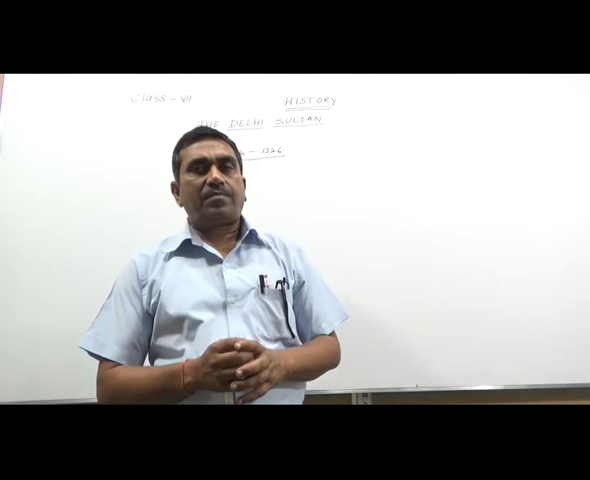 Class - VII HISTORY
THE DELHI SULTAN
- 1526